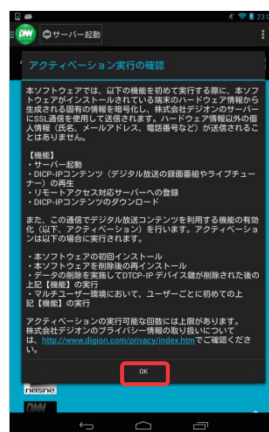 23:0
サーバー起動
アクティベーション実行の確認
本ソフトウェアでは、以下の機能を初めて実行する際に、本ソフ
トウェアがインストールされている端末のハードウェア情報から
生成される固有の情報を暗号化し、株式会社デジオンのサーバー
にSSL通信を使用して送信されます。ハードウェア情報以外の個
人情報（氏名、メールアドレス、電話番号など）が送信されるこ
とはありません。
【機能】
・サーバー起動
・DICP-IPコンテンツ（デジタル放送の録画番組やライブチュー
ナー）の再生
・リモートアクセス対応サーバーへの登録
・DICP-IPコンテンツのダウンロード
また、この通信でデジタル放送コンテンツを利用する機能の有効
化（以下、アクティベーション）を行います。アクティベーショ
ンは以下の場合に実行されます。
・本ソフトウェアの初回インストール
・本ソフトウェアを削除後の再インストール
・データの削除を実施してDTCP-IP デバイス鍵が削除された後の
上記【機能】の実行
・マルチユーザー環境において、ユーザーごとに初めての上
記【機能】の実行
アクティベーションの実行可能な回数には上限があります。
株式会社デジオンのプライバシー情報の取り扱いについて
は、http://www.digion.com/privacy/index.htmでご確認くださ
い。
OK
nasne